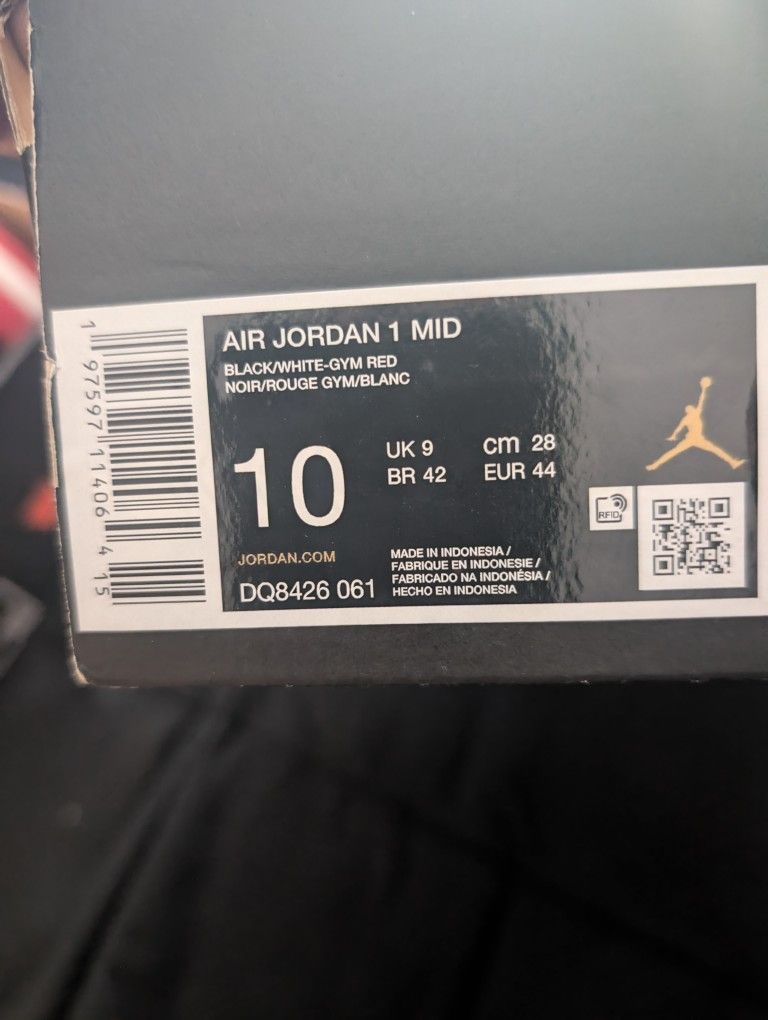 AIR JORDAN 1 MID
BLACK/WHITE-GYM RED
NOIR/ROUGE GYM/BLANC
10
UK 9 cm 28
BR 42 EUR 44
JORDAN.COM
DQ8426 061
MADE IN INDONESIA /
FABRIQUE EN INDONESIE /
FABRICADO NA INDONÉSIA /
HECHO EN INDONESIA
RFID
1 97597 11406 4 15